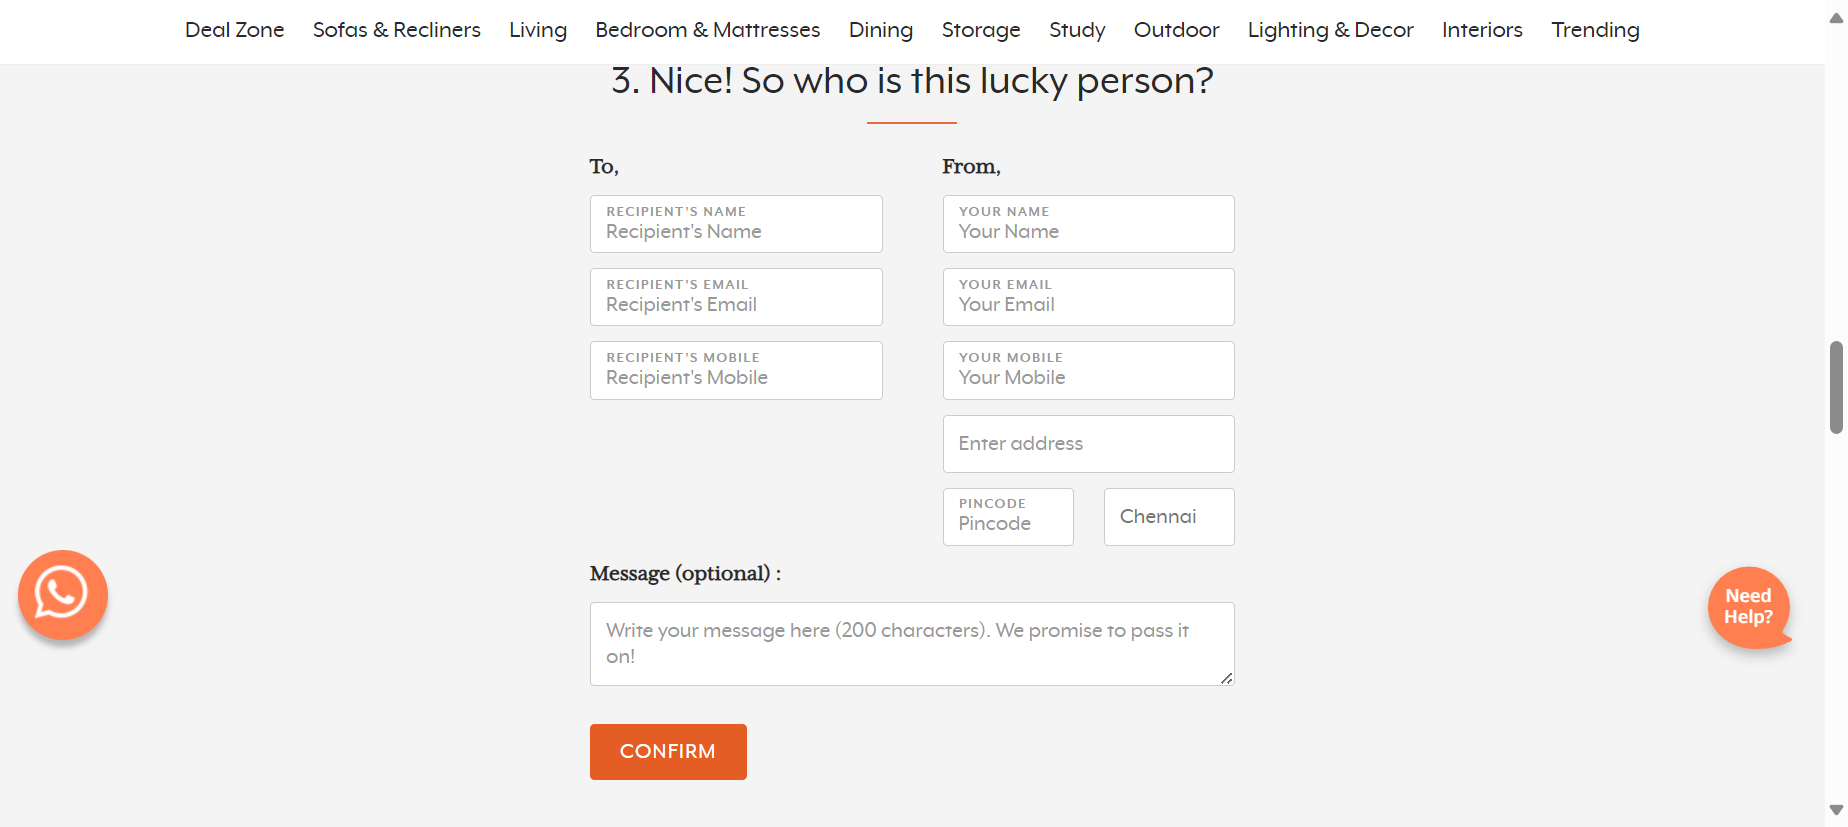 Deal Zone Sofas & Recliners Living Bedroom & Mattresses Dining Storage Study Outdoor Lighting & Decor Interiors Trending
3. Nice! So who is this lucky person?
To,
RECIPIENT'S NAME
Recipient's Name
RECIPIENT'S EMAIL
Recipient's Email
RECIPIENT'S MOBILE
Recipient's Mobile
From,
YOUR NAME
Your Name
YOUR EMAIL
Your Email
YOUR MOBILE
Your Mobile
Enter address
PINCODE
Pincode
Chennai
Message (optional) :
Write your message here (200 characters). We promise to pass it
on!
CONFIRM
Need
Help?